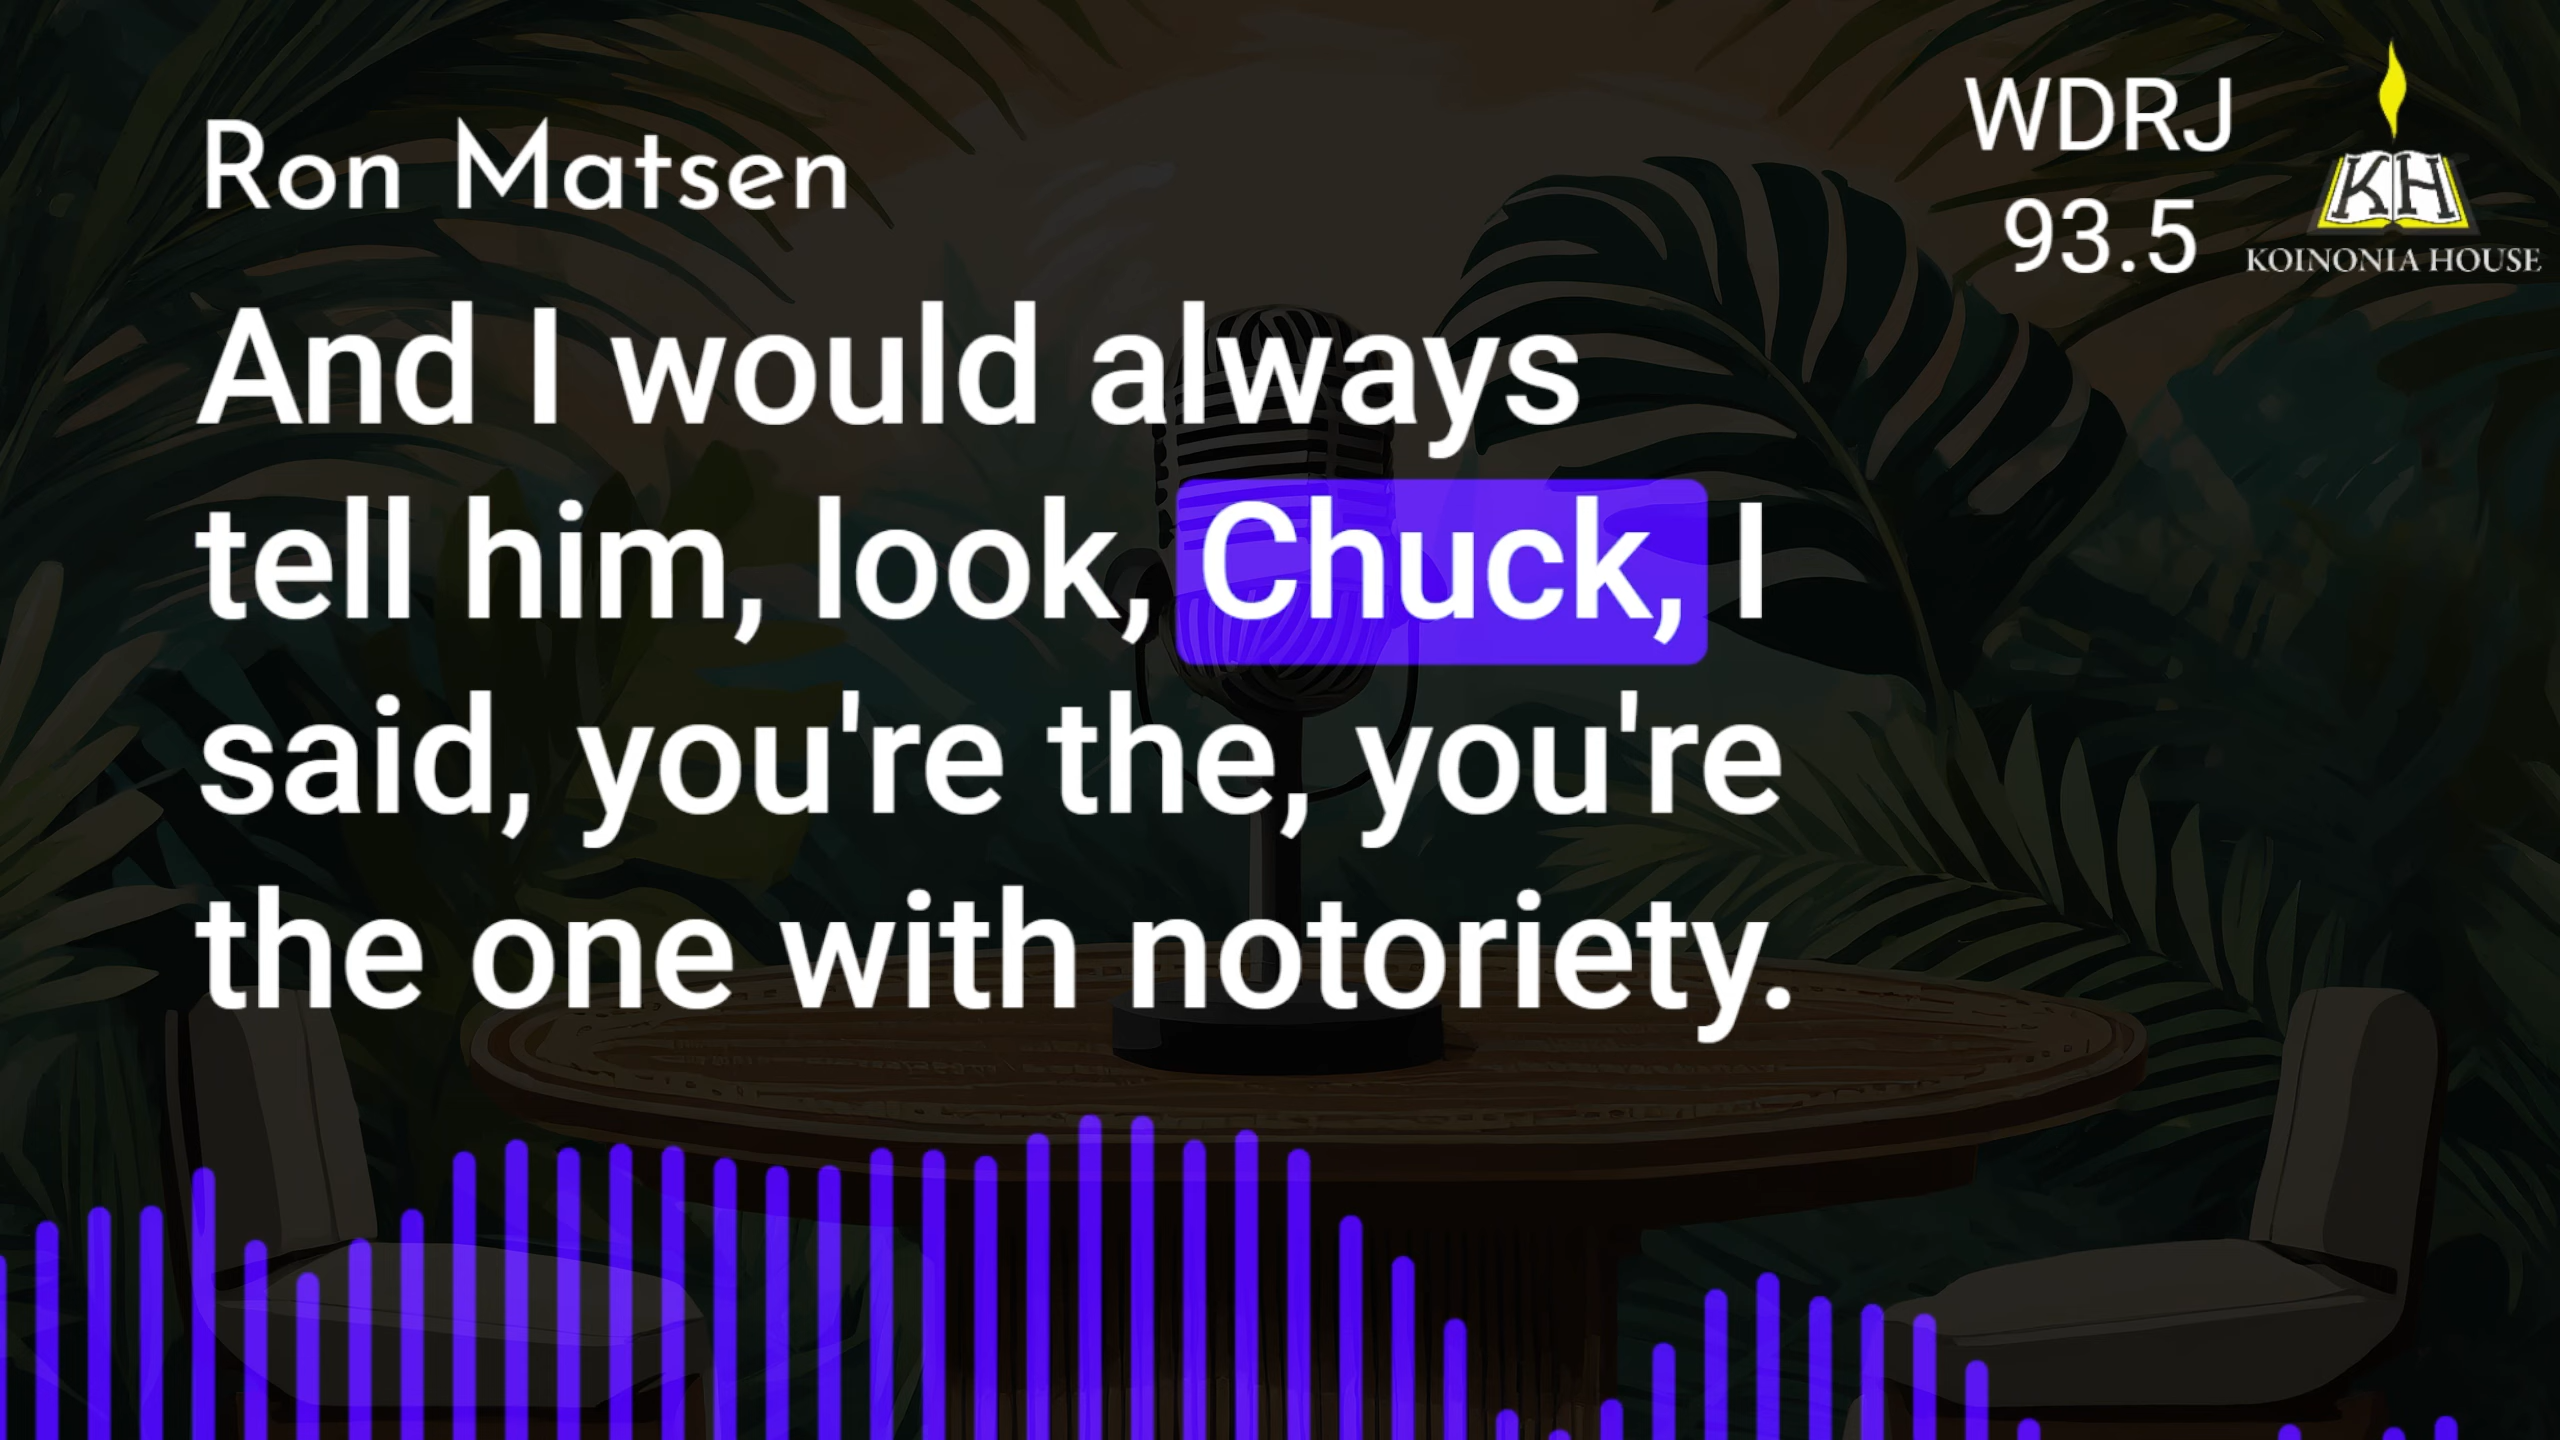 Ron Matsen
WDRJ
93.5
KH
KOINONIA HOUSE
And I would always
tell him, look, Chuck, I
said, you're the, you're
the one with notoriety.